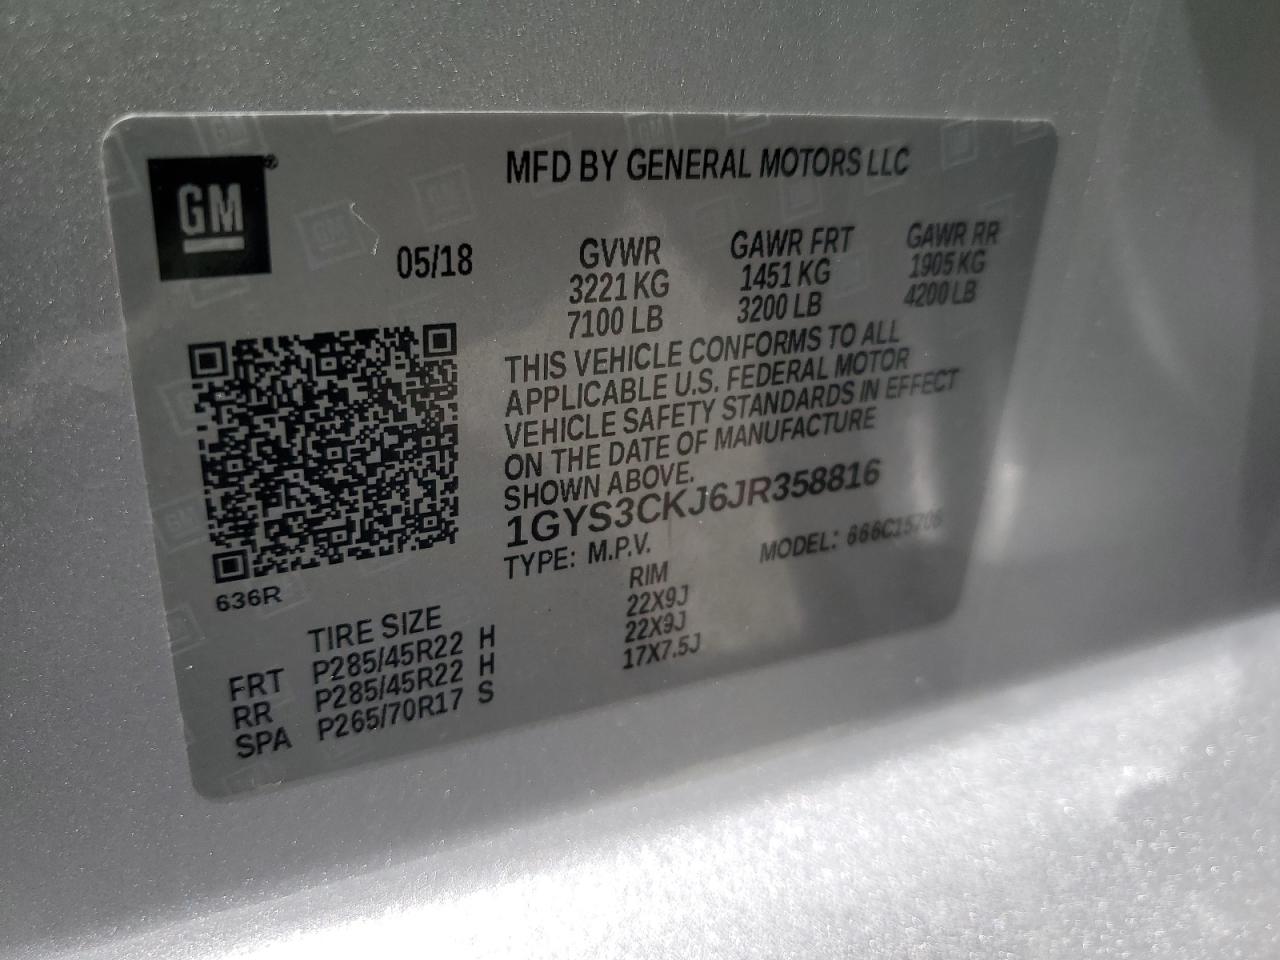 GM
MFD BY GENERAL MOTORS LLC
05/18
GVWR GAWR FRT GAWR RR
3221 KG 1451 KG 1905 KG
7100 LB 3200 LB 4200 LB
THIS VEHICLE CONFORMS TO ALL
APPLICABLE U.S. FEDERAL MOTOR
VEHICLE SAFETY STANDARDS IN EFFECT
ON THE DATE OF MANUFACTURE
SHOWN ABOVE.
1GYS3CKJ6JR358816
TYPE: M.P.V. MODEL:
636R
TIRE SIZE RIM
FRT P285/45R22 H 22X9J
RR P285/45R22 H 22X9J
SPA P265/70R17 S 17X7.5J